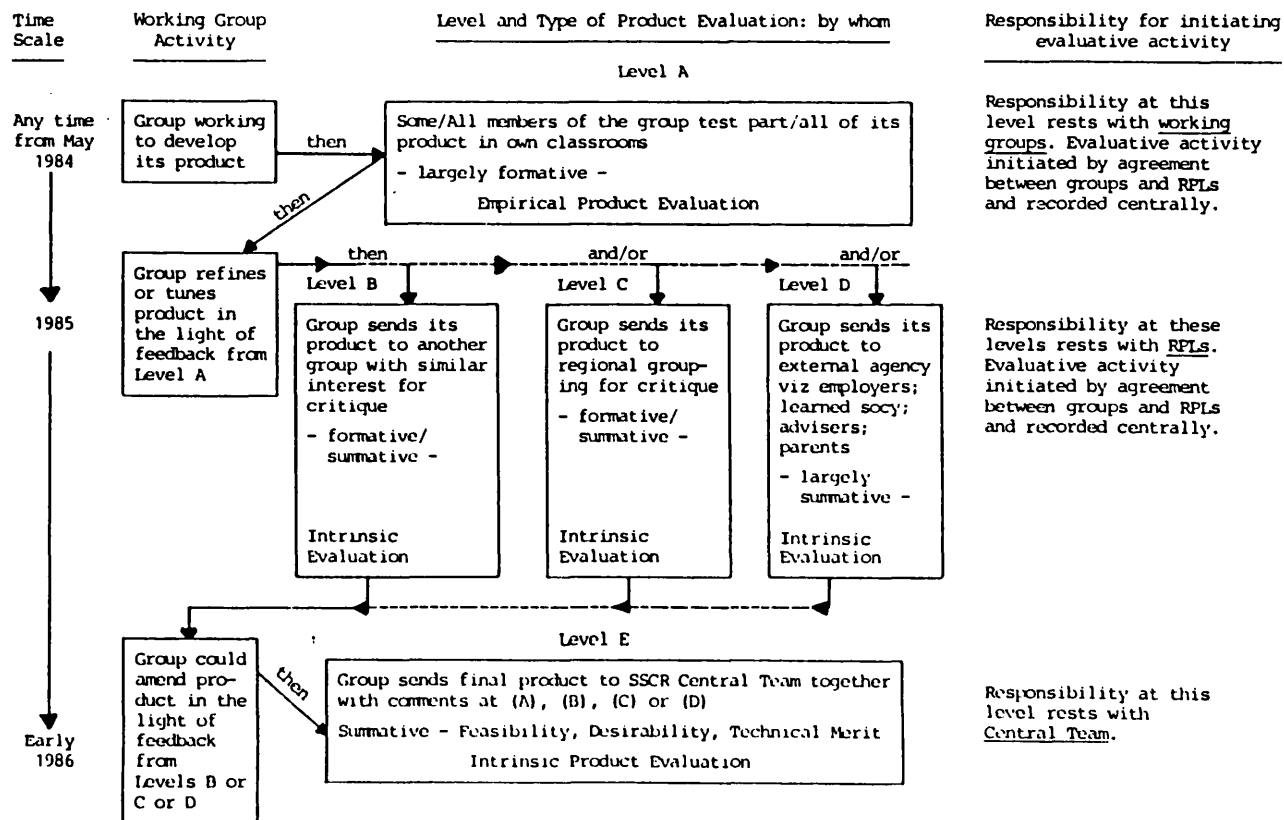 Time
Scale
Working Group
Activity
Level and Type of Product Evaluation: by whom
Responsibility for initiating
evaluative activity
Level A
Any time
from May
1984
Group working
to develop
its product
then
Some/All members of the group test part/all of its
product in own classrooms
- largely formative -
Empirical Product Evaluation
Responsibility at this
level rests with working
groups. Evaluative activity
initiated by agreement
between groups and RPLs
and recorded centrally.
then
1985
Group refines
or tunes
product in
the light of
feedback from
Level A
then
and/or
and/or
Level B
Level C
Level D
Group sends its
product to another
group with similar
interest for
critique
- formative/
summative -
Intrinsic
Evaluation
Group sends its
product to
regional group-
ing for critique
- formative/
summative -
Intrinsic
Evaluation
Group sends its
product to
external agency
viz employers;
learned socy;
advisers;
parents
- largely
summative -
Intrinsic
Evaluation
Responsibility at these
levels rests with RPLs.
Evaluative activity
initiated by agreement
between groups and RPLs
and recorded centrally.
Level E
Early
1986
Group could
amend pro-
duct in the
light of
feedback
from
Levels B or
C or D
then
Group sends final product to SSCR Central Team together
with comments at (A), (B), (C) or (D)
Summative - Feasibility, Desirability, Technical Merit
Intrinsic Product Evaluation
Responsibility at this
level rests with
Central Team.